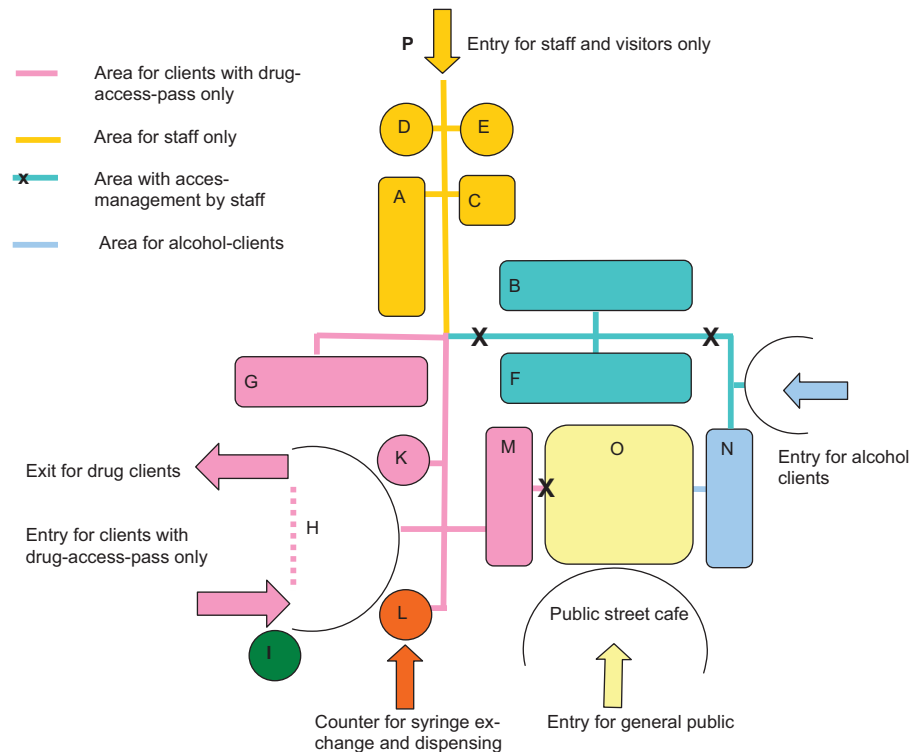 P
Entry for staff and visitors only
Area for clients with drug-
access-pass only
Area for staff only
x
Area with acces-
management by
staff
Area for alcohol-clients
D
E
A
C
B
X
X
F
G
K
M
O
N
Entry for alcohol
clients
Exit for drug clients
X
H
Entry for clients with
drug-access-pass only
L
Public street cafe
I
Counter for syringe ex-
change and dispensing
Entry for general public